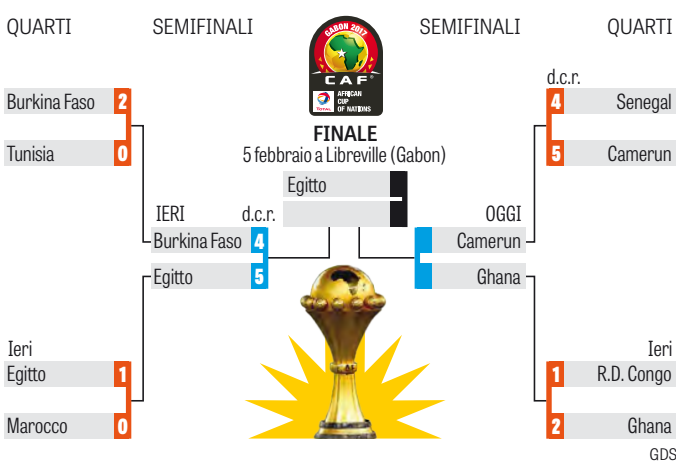 QUARTI
SEMIFINALI
SEMIFINALI
QUARTI
GABON 2017
CAF
TOTAL
AFRICAN
CUP
OF NATIONS
FINALE
5 febbraio a Libreville (Gabon)
Egitto
Burkina Faso 2
Tunisia 0
IERI d.c.r.
Burkina Faso 4
Egitto 5
Ieri
Egitto 1
Marocco 0
d.c.r.
4 Senegal
5 Camerun
OGGI
Camerun
Ghana
Ieri
1 R.D. Congo
2 Ghana
GDS